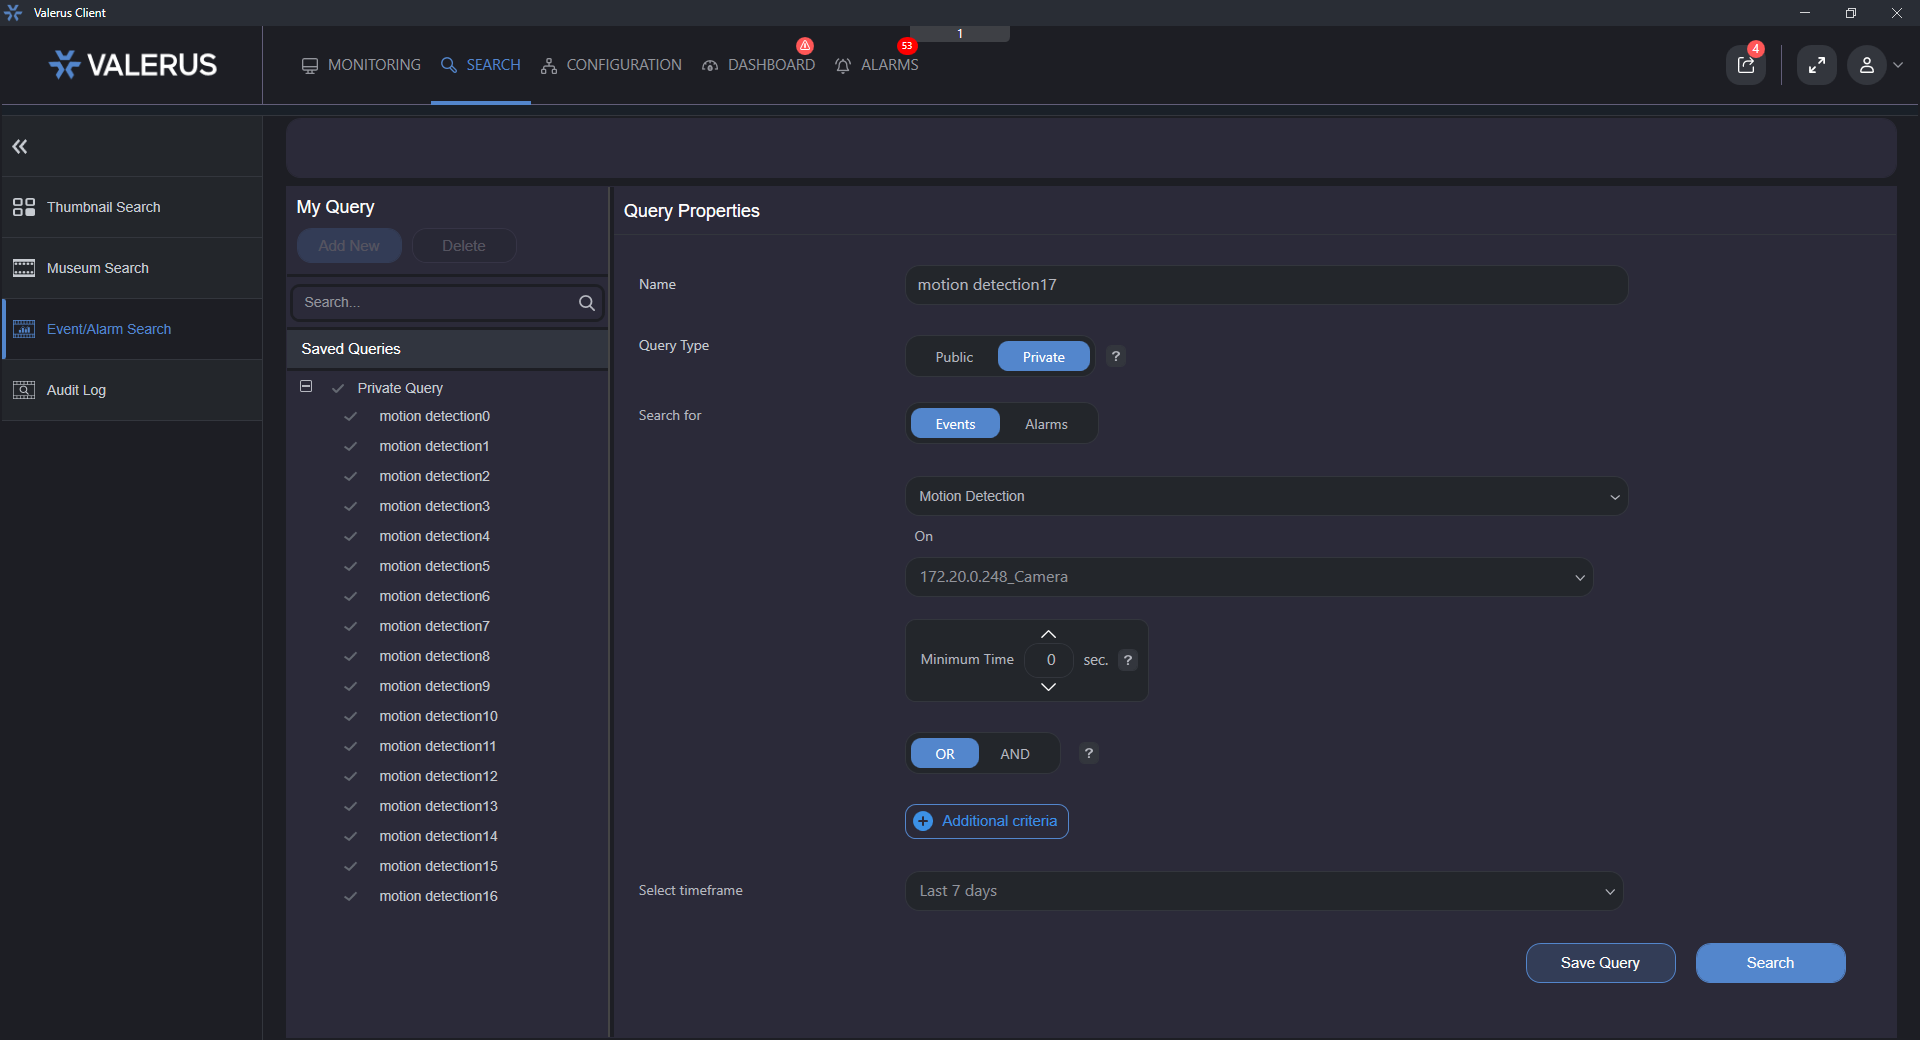 Valerus Client
1
VALERUS
MONITORING
SEARCH
CONFIGURATION
DASHBOARD
53
ALARMS
4
Thumbnail Search
Museum Search
Event/Alarm Search
Audit Log
My Query
Add New
Delete
Search...
Saved Queries
Private Query
motion detection0
motion detection1
motion detection2
motion detection3
motion detection4
motion detection5
motion detection6
motion detection7
motion detection8
motion detection9
motion detection10
motion detection11
motion detection12
motion detection13
motion detection14
motion detection15
motion detection16
Query Properties
Name
motion detection17
Query Type
Public
Private
?
Search for
Events
Alarms
Motion Detection
On
172.20.0.248_Camera
Minimum Time
0
sec.
?
OR
AND
?
Additional criteria
Select timeframe
Last 7 days
Save Query
Search